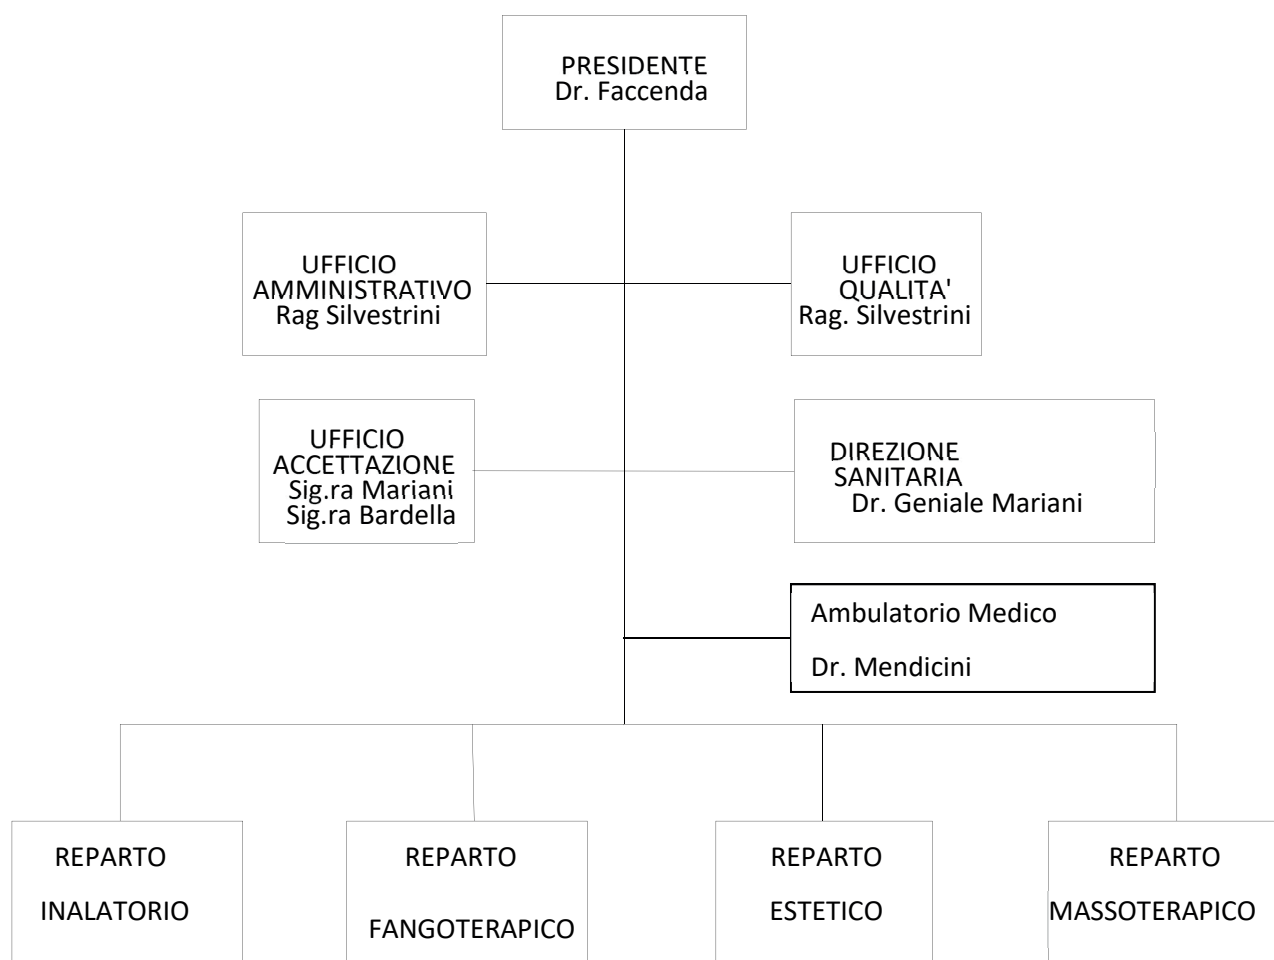 PRESIDENTE
Dr. Faccenda
UFFICIO
AMMINISTRATIVO
Rag Silvestrini
UFFICIO
QUALITA'
Rag. Silvestrini
UFFICIO
ACCETTAZIONE
Sig.ra Mariani
Sig.ra Bardella
DIREZIONE
SANITARIA
Dr. Geniale Mariani
Ambulatorio Medico
Dr. Mendicini
REPARTO
INALATORIO
REPARTO
FANGOTERAPICO
REPARTO
ESTETICO
REPARTO
MASSOTERAPICO